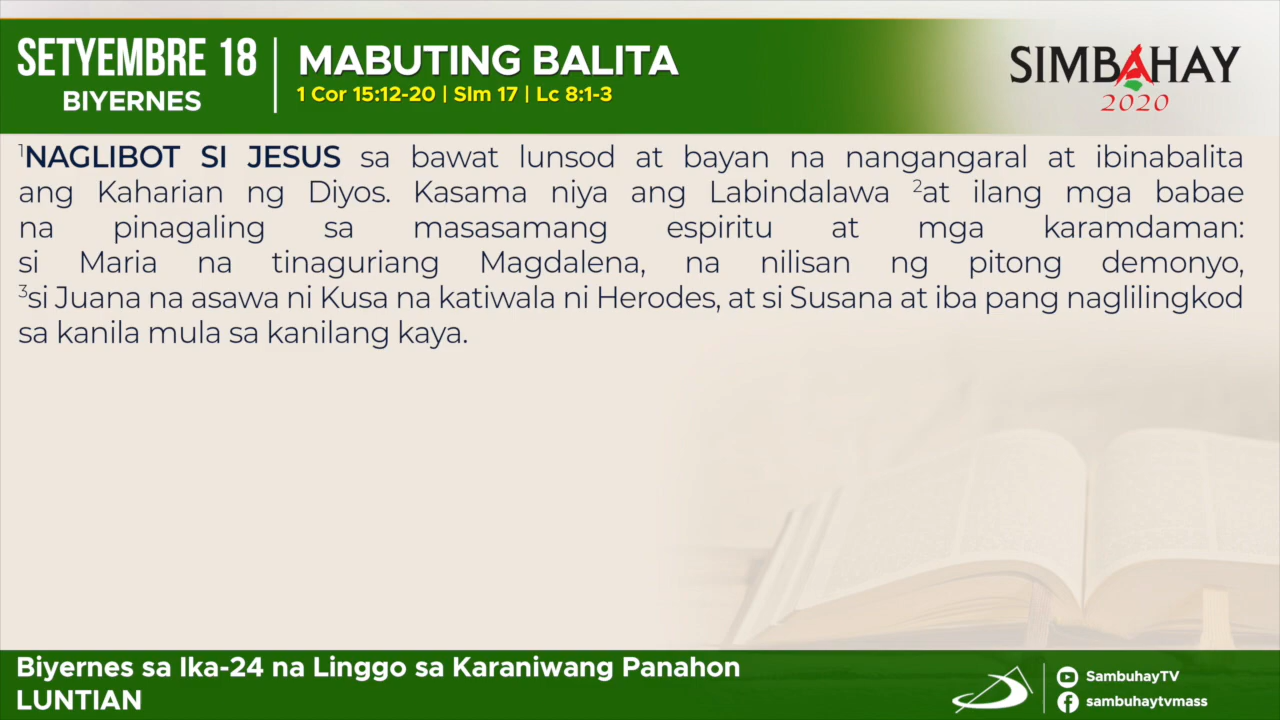 SETYEMBRE 18
BIYERNES
MABUTING BALITA
1 Cor 15:12-20 | Slm 17 | Lc 8:1-3
SIMBAHAY
2020
¹NAGLIBOT SI JESUS sa bawat lunsod at bayan na nangangaral at ibinabalita
ang Kaharian ng Diyos. Kasama niya ang Labindalawa ²at ilang mga babae
na pinagaling sa masasamang espiritu at mga karamdaman:
si Maria na tinaguriang Magdalena, na nilisan ng pitong demonyo,
³si Juana na asawa ni Kusa na katiwala ni Herodes, at si Susana at iba pang naglilingkod
sa kanila mula sa kanilang kaya.
Biyernes sa Ika-24 na Linggo sa Karaniwang Panahon
LUNTIAN
SambuhayTV
sambuhaytvmass